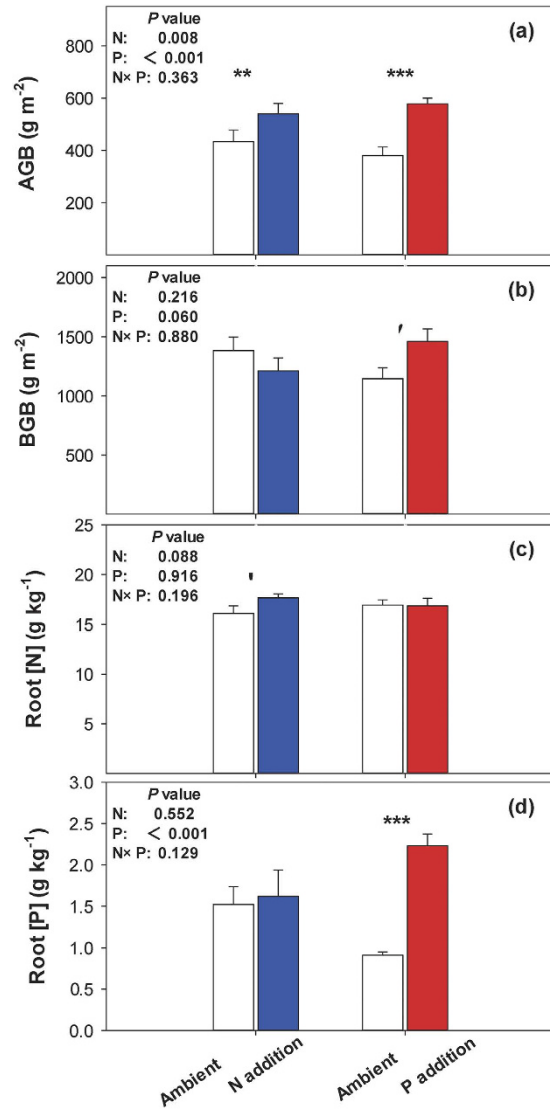 P value
N: 0.008
P: < 0.001
N× P: 0.363
(a)
**
***
800
600
400
200
AGB (g m-2)
P value
N: 0.216
P: 0.060
N× P: 0.880
(b)
'
2000
1500
1000
500
BGB (g m-2)
P value
N: 0.088
P: 0.916
N× P: 0.196
(c)
'
25
20
15
10
5
Root [N] (g kg-1)
P value
N: 0.552
P: < 0.001
N× P: 0.129
(d)
***
3.0
2.5
2.0
1.5
1.0
0.5
0.0
Root [P] (g kg-1)
Ambient
N addition
Ambient
P addition